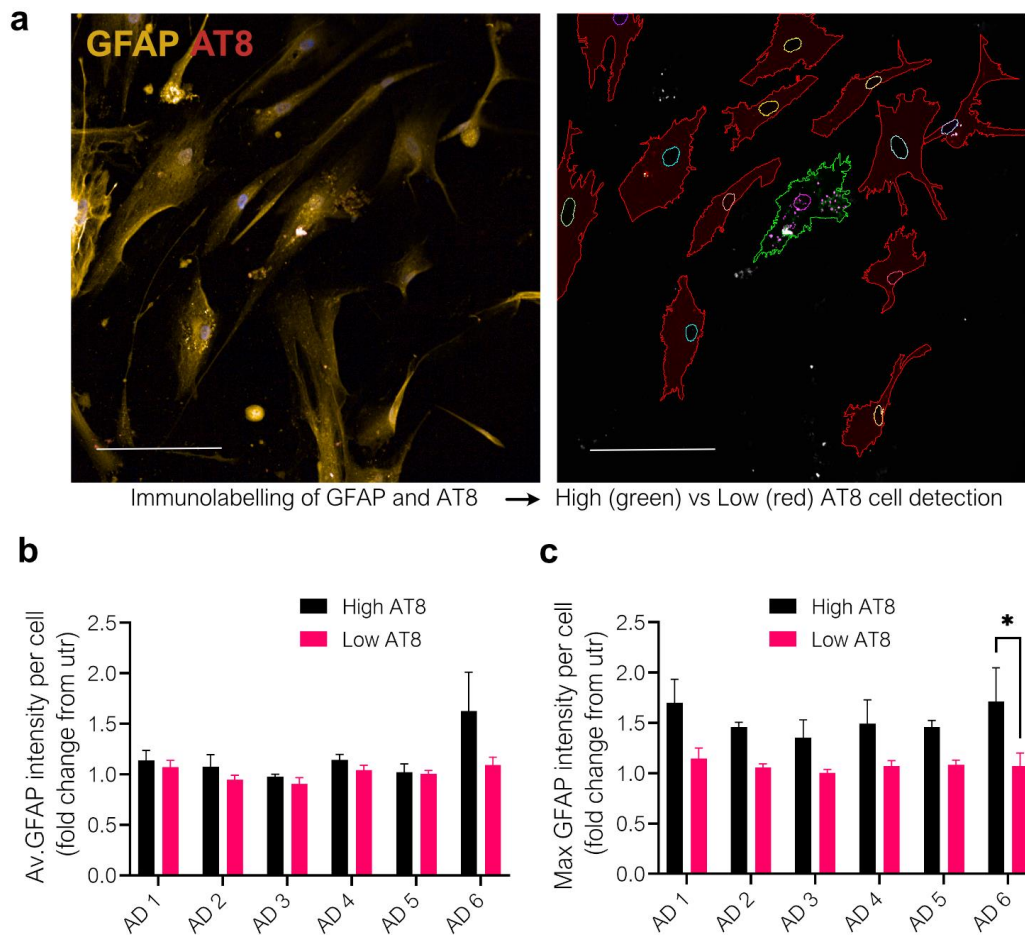 a
GFAP AT8
Immunolabelling of GFAP and AT8 → High (green) vs Low (red) AT8 cell detection
b
High AT8
Low AT8
Av.GFAP intensity per cell
(fold change from utr)
2.5
2.0
1.5
1.0
0.5
0.0
AD 1
AD 2
AD 3
AD 4
AD 5
AD 6
c
High AT8
Low AT8
Max GFAP intensity per cell
(fold change from utr)
2.5
2.0
1.5
1.0
0.5
0.0
*
AD 1
AD 2
AD 3
AD 4
AD 5
AD 6